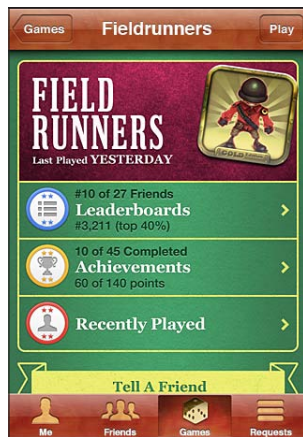 Games Fieldrunners Play
FIELD
RUNNERS
Last Played YESTERDAY
GOLD
#10 of 27 Friends
Leaderboards
#3,211 (top 40%)
10 of 45 Completed
Achievements
60 of 140 points
Recently Played
Tell A Friend
Me Friends Games Requests